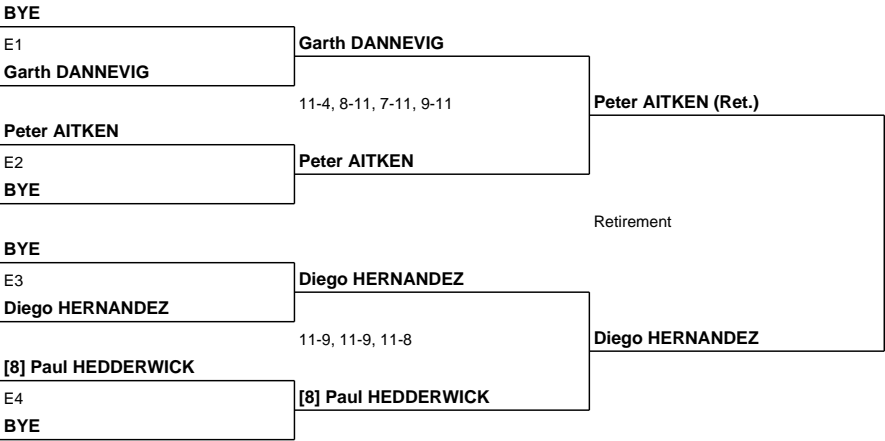 BYE
E1
Garth DANNEVIG
Garth DANNEVIG
11-4, 8-11, 7-11, 9-11
Peter AITKEN (Ret.)
Peter AITKEN
E2
Peter AITKEN
BYE
Retirement
BYE
E3
Diego HERNANDEZ
Diego HERNANDEZ
11-9, 11-9, 11-8
Diego HERNANDEZ
[8] Paul HEDDERWICK
E4
[8] Paul HEDDERWICK
BYE